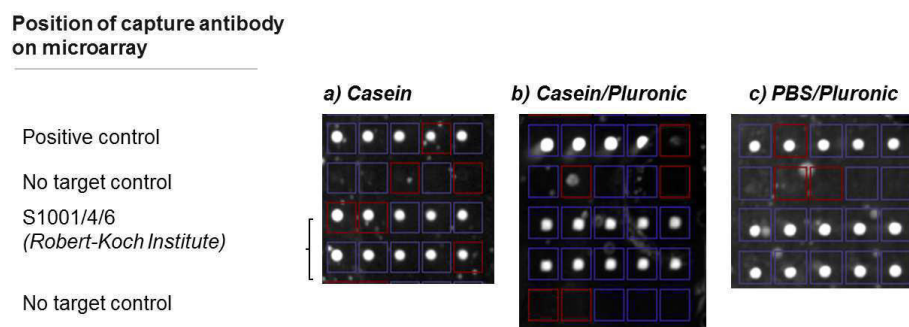 Position of capture antibody
on microarray
a) Casein
b) Casein/Pluronic
c) PBS/Pluronic
Positive control
No target control
S1001/4/6
(Robert-Koch Institute)
No target control